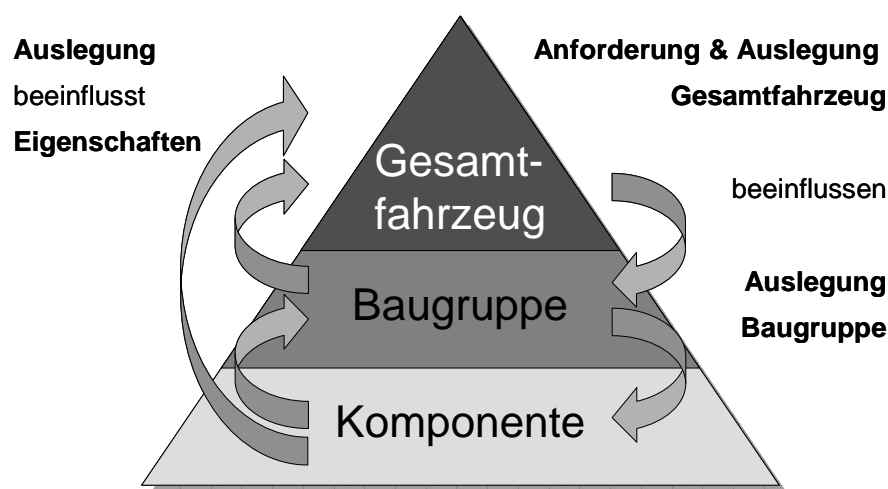 Auslegung
beeinflusst
Eigenschaften
Anforderung & Auslegung
Gesamtfahrzeug
beeinflussen
Auslegung
Baugruppe
Gesamt-
fahrzeug
Baugruppe
Komponente